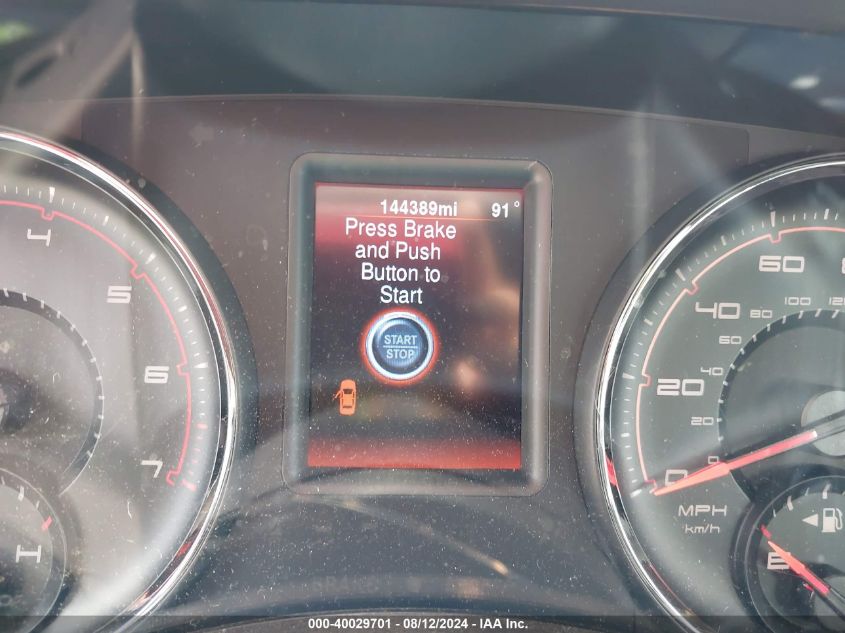 144389mi 91°
Press Brake
and Push
Button to
Start
START
STOP
4
5
6
7
H
60
40
20
0
100
80
60
40
20
0
MPH
km/h
E
000-40029701 - 08/12/2024 - IAA Inc.